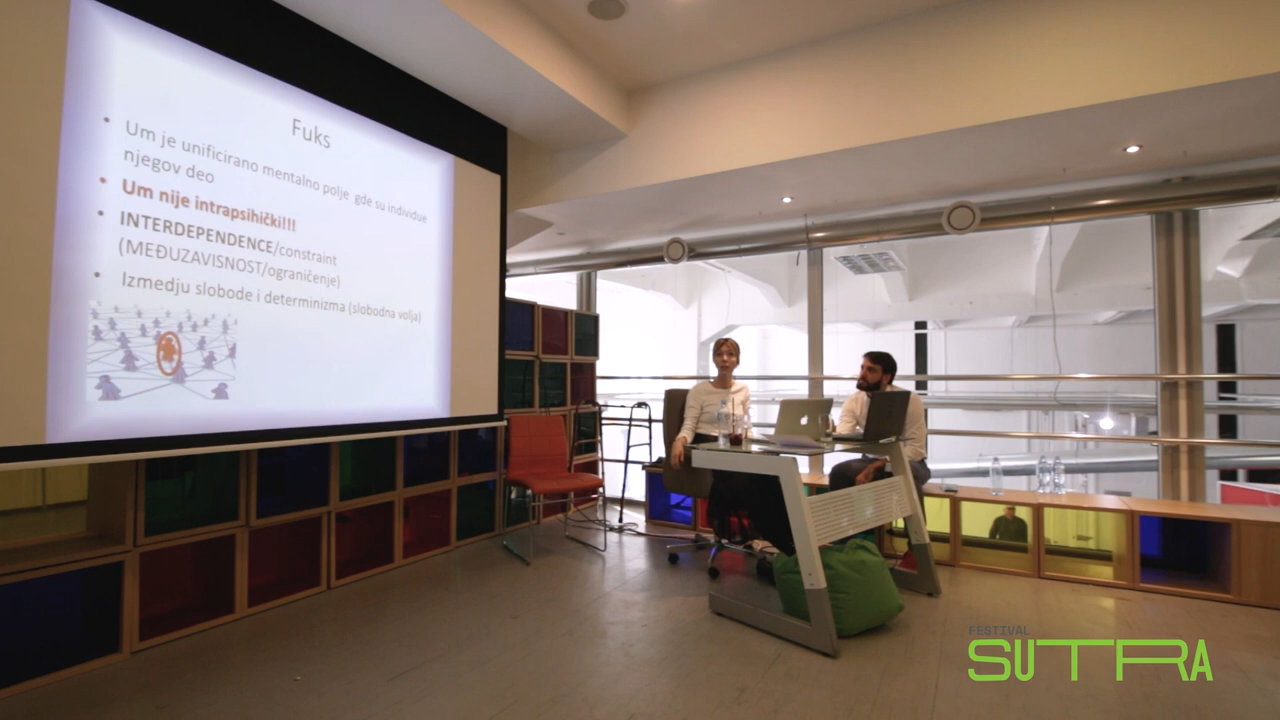 Fuks
• Um je unificirano mentalno polje gde su individue
njegov deo
• Um nije intrapsihički!!!
• INTERDEPENDENCE/constraint
(MEĐUZAVISNOST/ograničenje)
• Izmedju slobode i determinizma (slobodna volja)
FESTIVAL
SUTRA